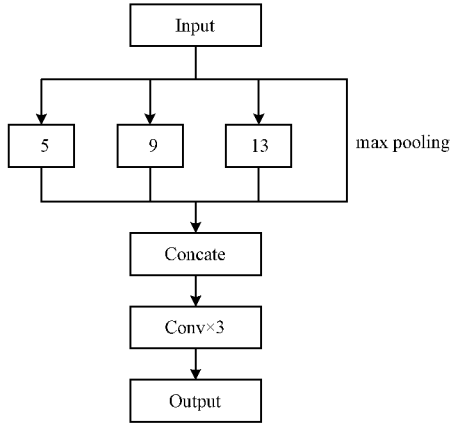 Input
5
9
13
max pooling
Concate
Conv×3
Output